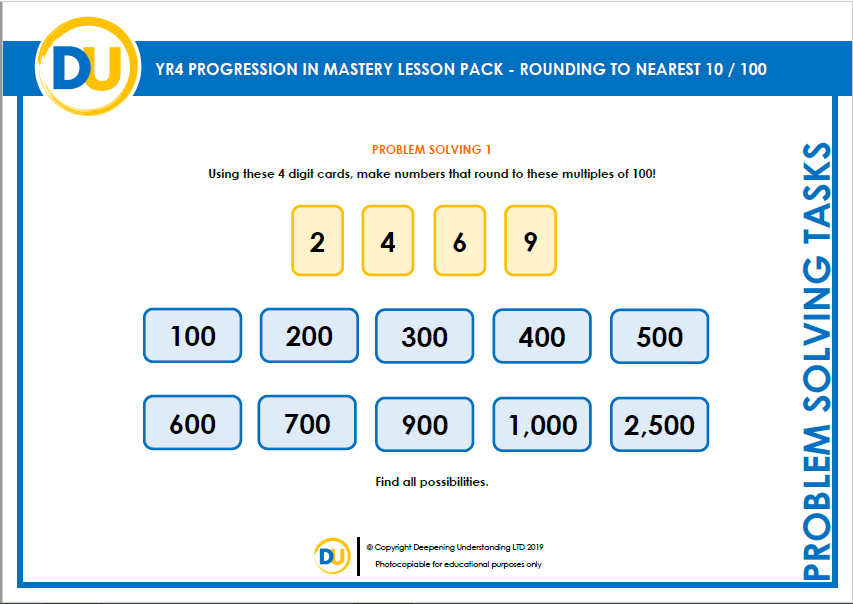 DU
YR4 PROGRESSION IN MASTERY LESSON PACK - ROUNDING TO NEAREST 10 / 100
PROBLEM SOLVING 1
Using these 4 digit cards, make numbers that round to these multiples of 100!
2 4 6 9
100 200 300 400 500
600 700 900 1,000 2,500
Find all possibilities.
PROBLEM SOLVING TASKS
DU
© Copyright Deepening Understanding LTD 2019
Photocopiable for educational purposes only